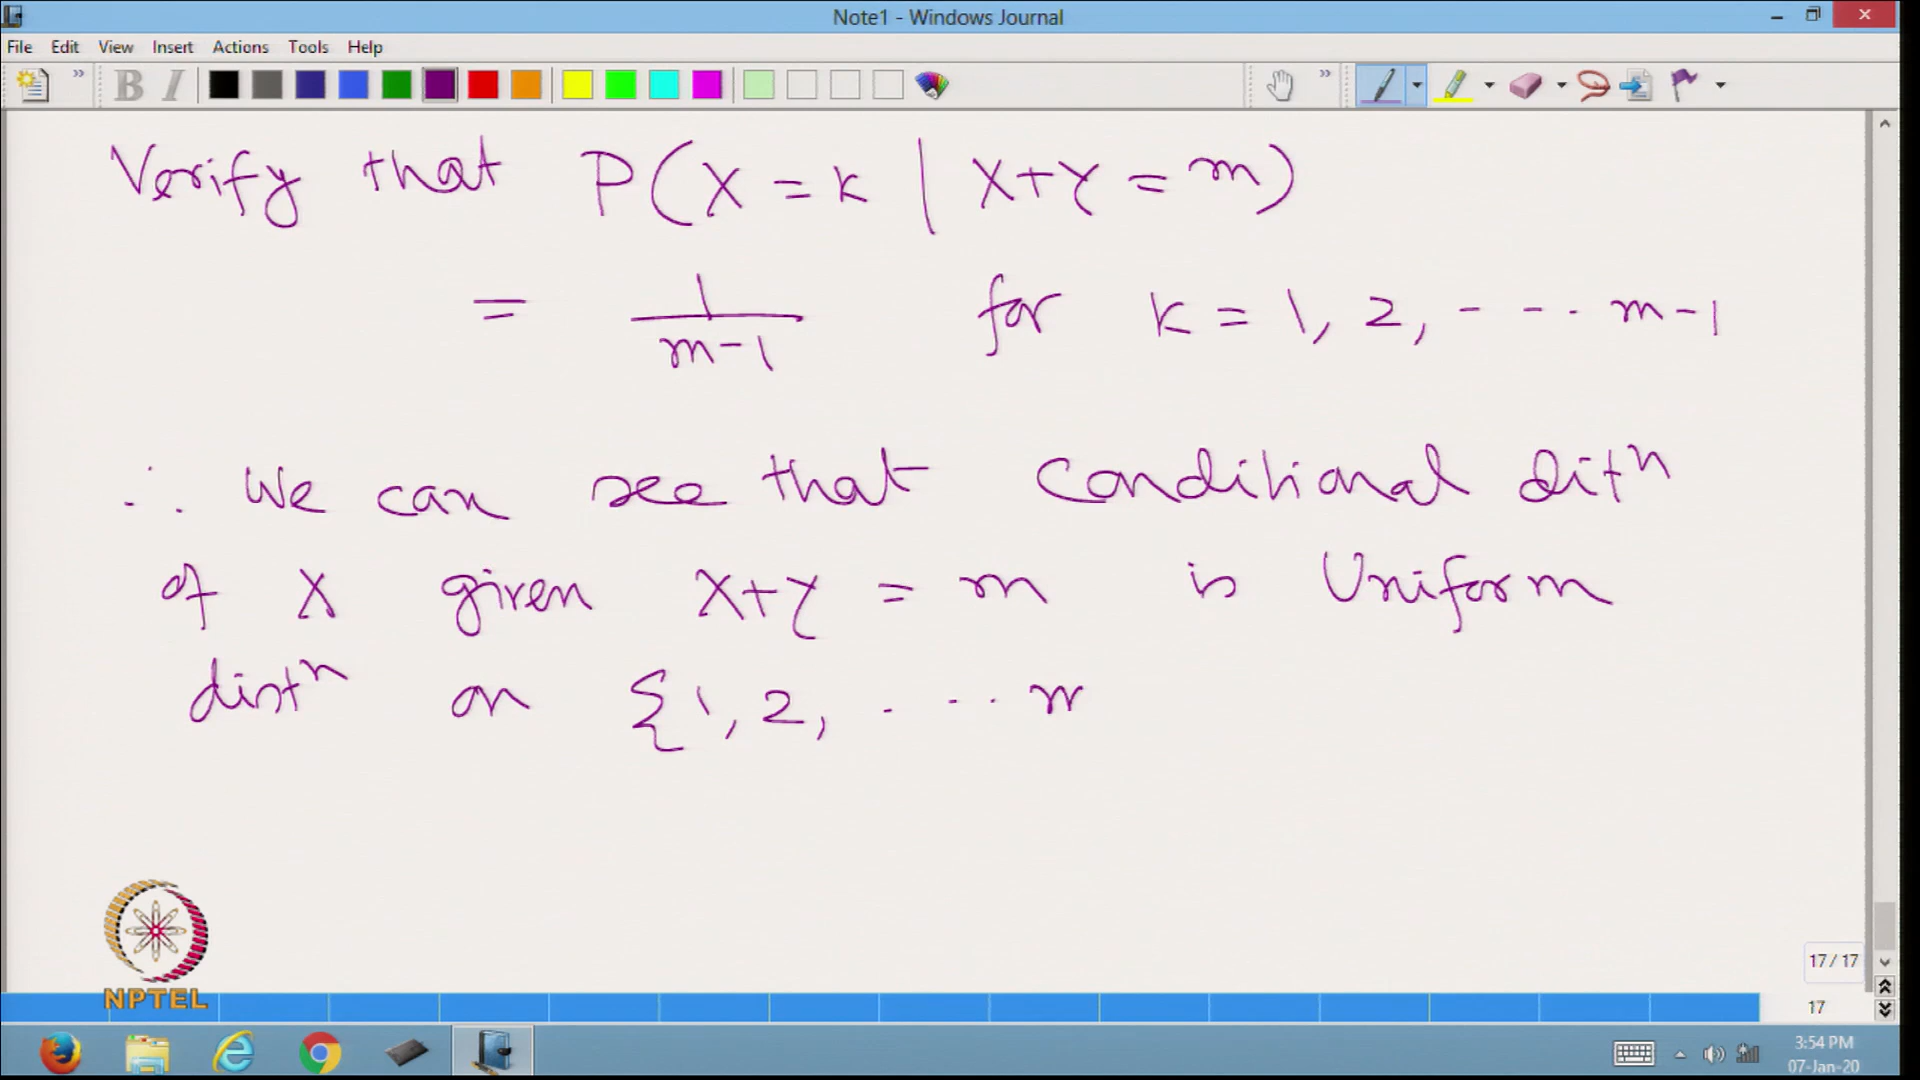 Note1 - Windows Journal
File Edit View Insert Actions Tools Help
B I
Verify that P(X = k | X+Y = m)
= 1/(m-1) for k = 1, 2, - - - · m-1
∴ We can see that Conditional ditⁿ
of X given X+Y = m is Uniform
distⁿ on {1, 2, · - · · m
NPTEL
17 / 17
17
3:54 PM
07-Jan-20